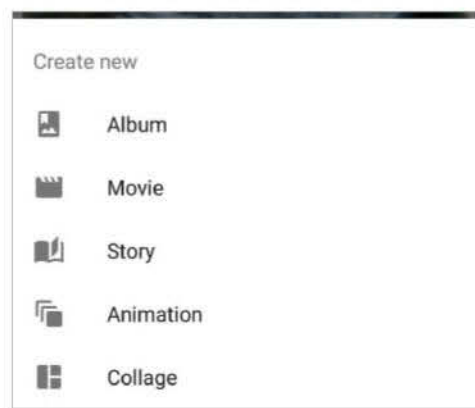 Create new
Album
Movie
Story
Animation
Collage